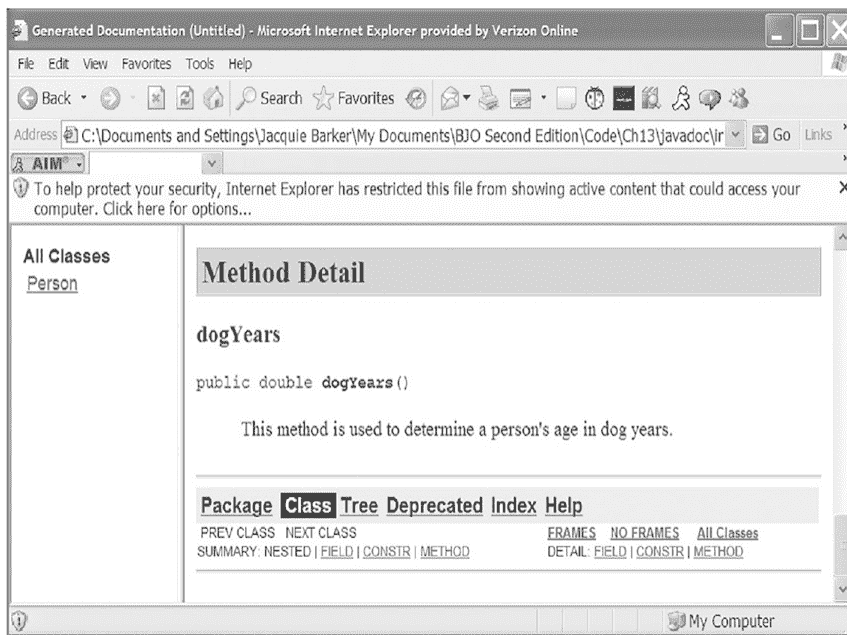 Generated Documentation (Untitled) - Microsoft Internet Explorer provided by Verizon Online
File Edit View Favorites Tools Help
Back Search Favorites
Address C:\Documents and Settings\Jacquie Barker\My Documents\BJO Second Edition\Code\Ch13\javadoc\ir Go Links
AIM®
To help protect your security, Internet Explorer has restricted this file from showing active content that could access your
computer. Click here for options...
All Classes
Person
Method Detail
dogYears
public double dogYears()
This method is used to determine a person's age in dog years.
Package Class Tree Deprecated Index Help
PREV CLASS NEXT CLASS FRAMES NO FRAMES All Classes
SUMMARY: NESTED | FIELD | CONSTR | METHOD DETAIL: FIELD | CONSTR | METHOD
My Computer